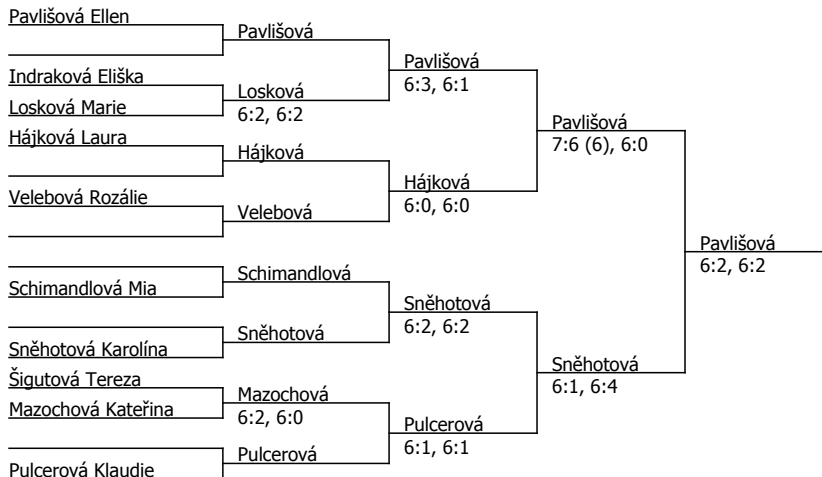 Pavlišová Ellen
Indraková Eliška
Losková Marie
Hájková Laura
Velebová Rozálie
Schimandlová Mia
Sněhotová Karolína
Šigutová Tereza
Mazochová Kateřina
Pulcerová Klaudie
Pavlišová
Losková
6:2, 6:2
Hájková
Velebová
Schimandlová
Sněhotová
Mazochová
6:2, 6:0
Pulcerová
Pavlišová
6:3, 6:1
Hájková
6:0, 6:0
Sněhotová
6:2, 6:2
Pulcerová
6:1, 6:1
Pavlišová
7:6 (6), 6:0
Sněhotová
6:1, 6:4
Pavlišová
6:2, 6:2